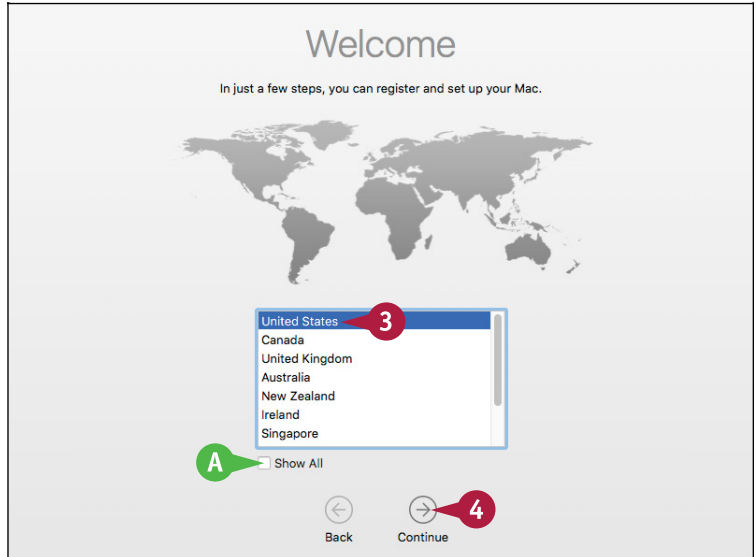 Welcome
In just a few steps, you can register and set up your Mac.
United States
3
Canada
United Kingdom
Australia
New Zealand
Ireland
Singapore
A
Show All
4
Back
Continue